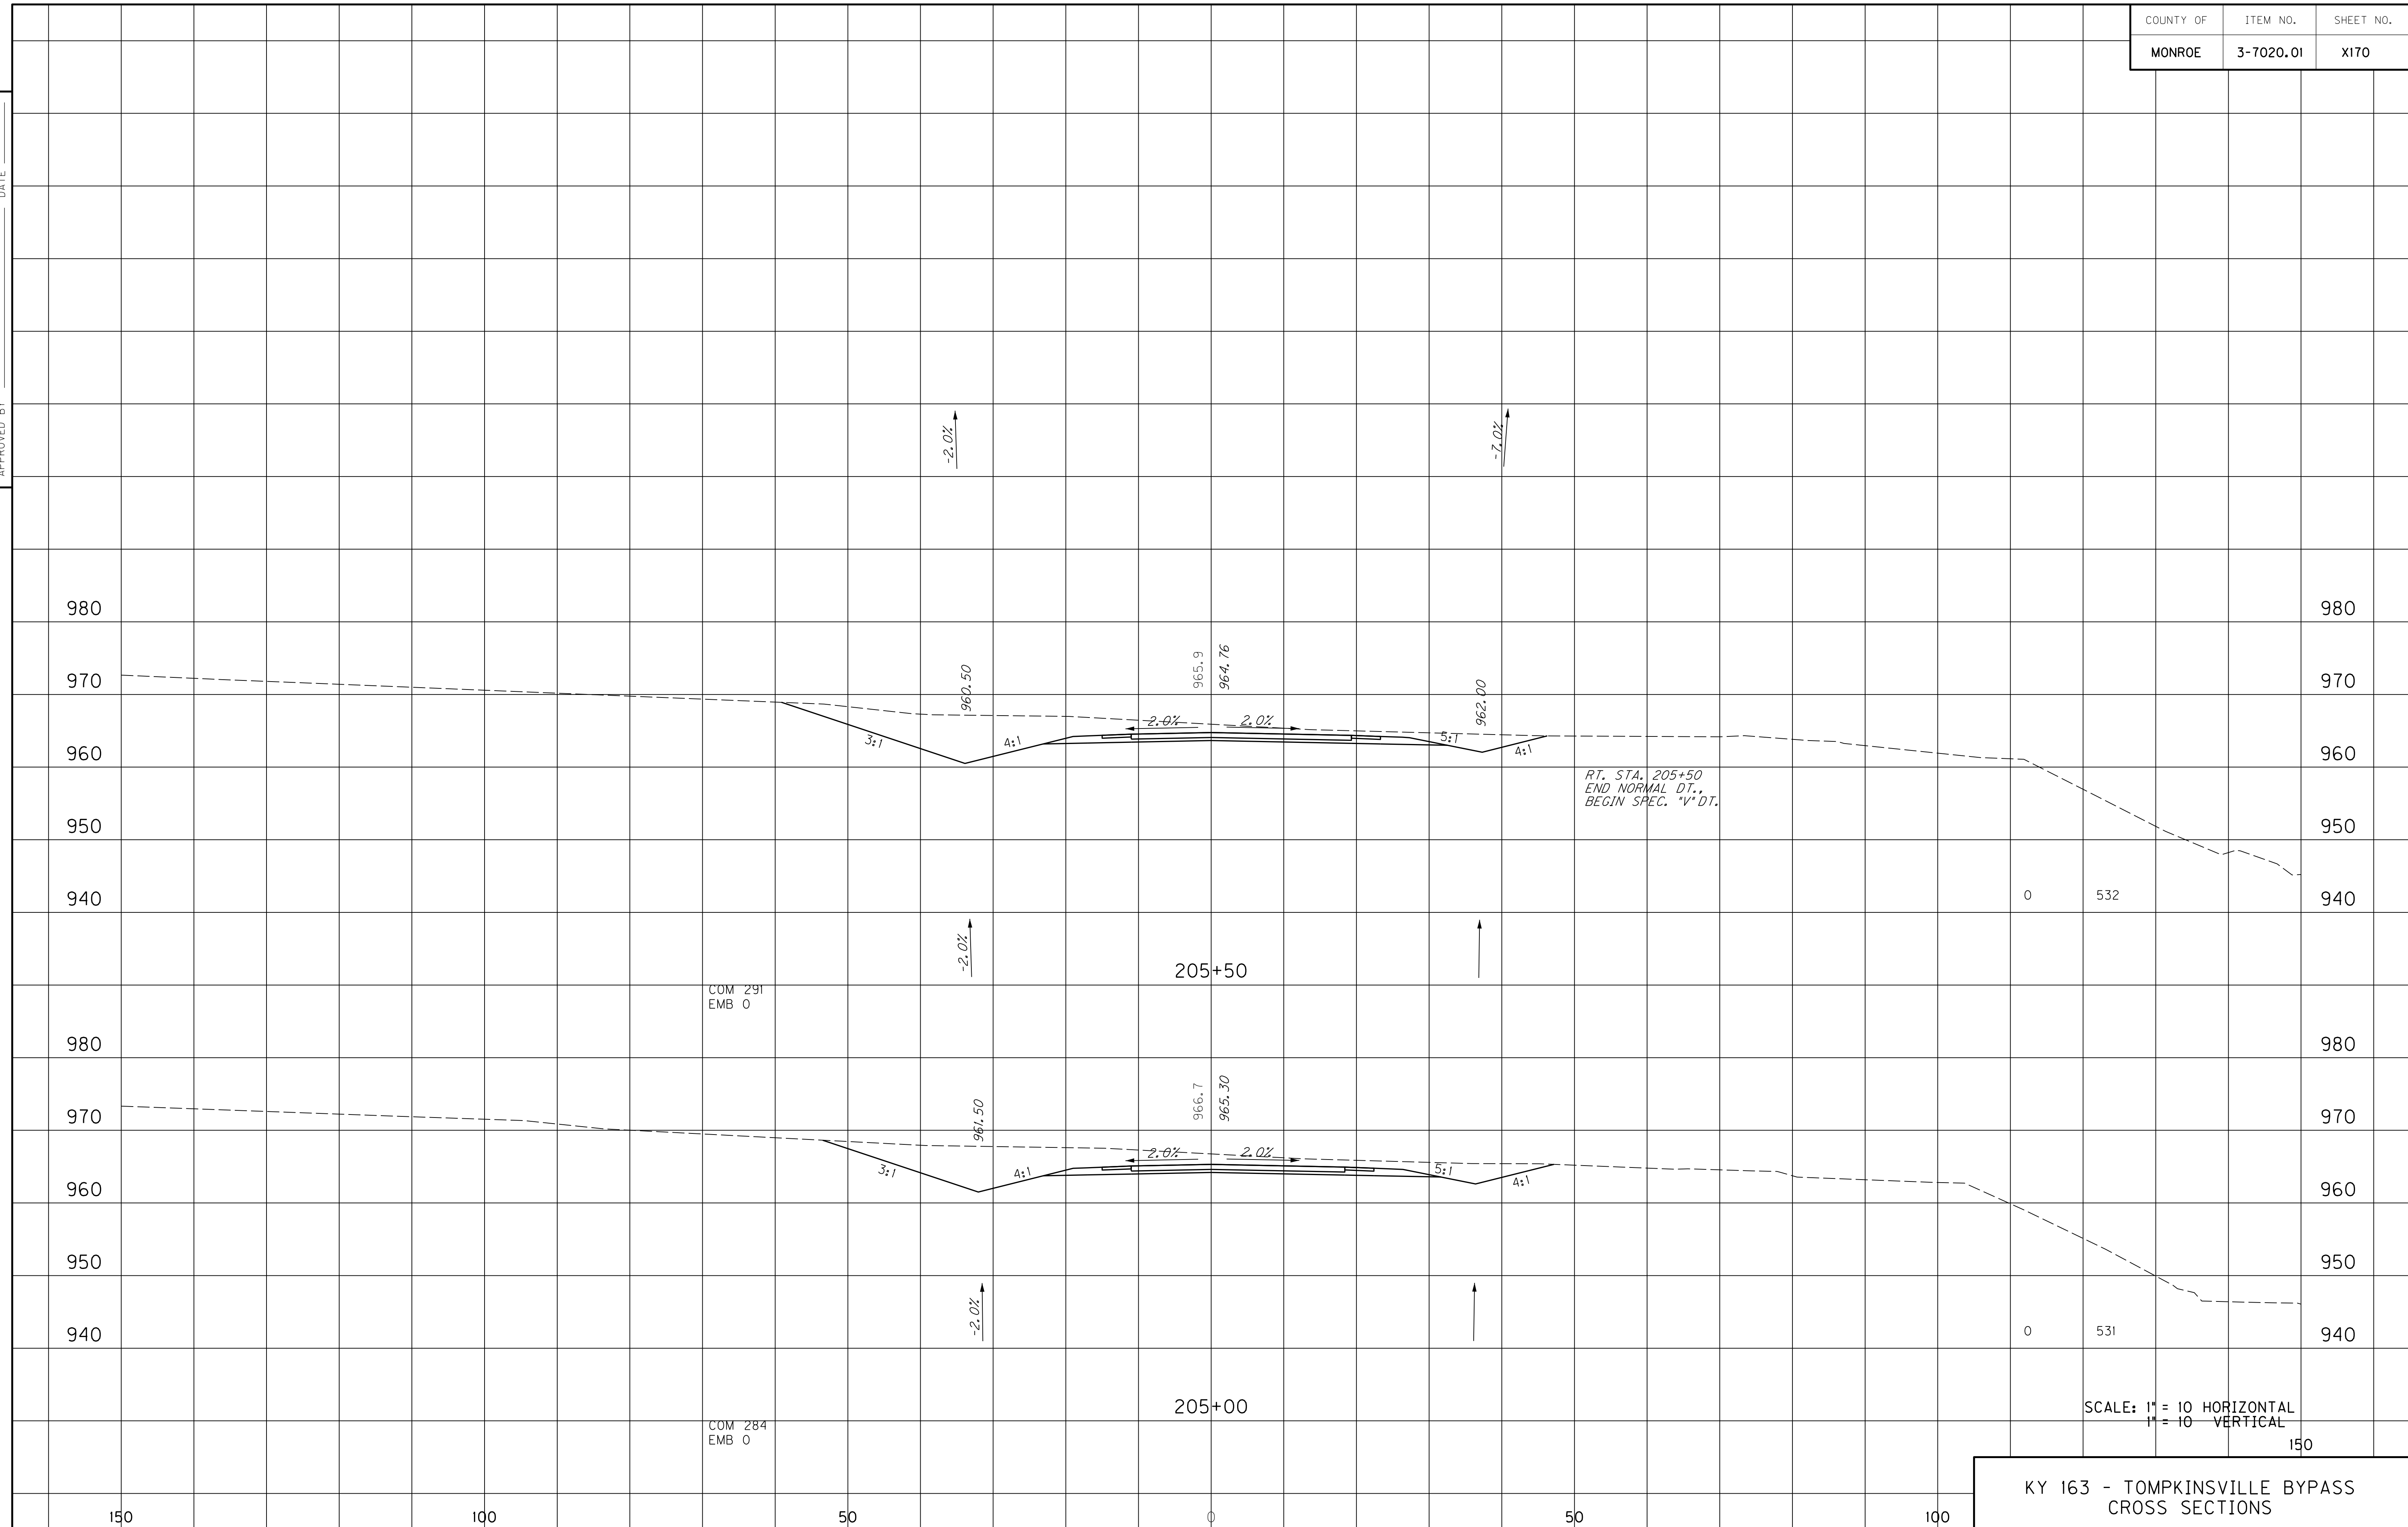 COUNTY OF ITEM NO. SHEET NO.
MONROE 3-7020.01 X170
DATE
APPROVED BY
-2.0% -7.0%
980 980
965.9 964.76
960.50 962.00
970 970
2.0% 2.0%
3:1 4:1 5:1 4:1
960 960
RT. STA. 205+50
END NORMAL DT.,
BEGIN SPEC. "V" DT.
950 950
940 0 532 940
-2.0%
205+50
COM 291
EMB 0
980 980
966.7 965.30
961.50
970 970
2.0% 2.0%
3:1 4:1 5:1 4:1
960 960
950 950
-2.0%
940 0 531 940
205+00
COM 284
EMB 0
SCALE: 1" = 10 HORIZONTAL
1" = 10 VERTICAL
150
KY 163 - TOMPKINSVILLE BYPASS
CROSS SECTIONS
150 100 50 0 50 100